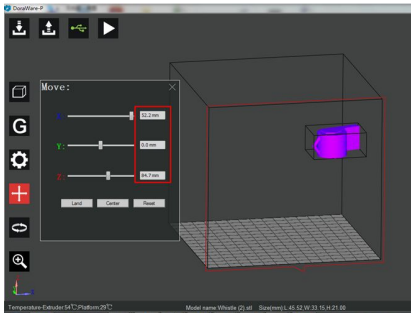 DoraWare-P
Move:
X: 52.2 mm
Y: 0.0 mm
Z: 84.7 mm
Land Center Reset
G
Temperature-Extruder:54℃;Platform:29℃ Model name:Whistle (2).stl Size(mm):L:45.52,W:33.15,H:21.00